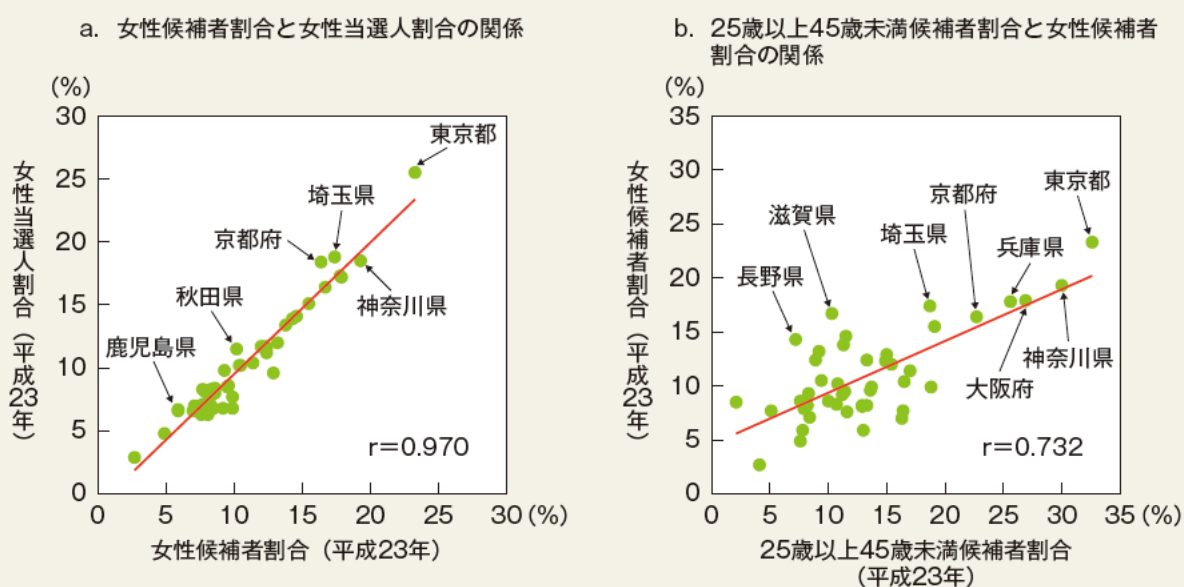 a. 女性候補者割合と女性当選人割合の関係
(%)
30
25
20
15
10
5
0
女性当選人割合（平成23年）
東京都
埼玉県
京都府
神奈川県
秋田県
鹿児島県
r＝0.970
0 5 10 15 20 25 30 (%)
女性候補者割合（平成23年）
b. 25歳以上45歳未満候補者割合と女性候補者
割合の関係
(%)
35
30
25
20
15
10
5
0
女性候補者割合（平成23年）
東京都
京都府
滋賀県
埼玉県
兵庫県
長野県
神奈川県
大阪府
r＝0.732
0 5 10 15 20 25 30 35 (%)
25歳以上45歳未満候補者割合
（平成23年）